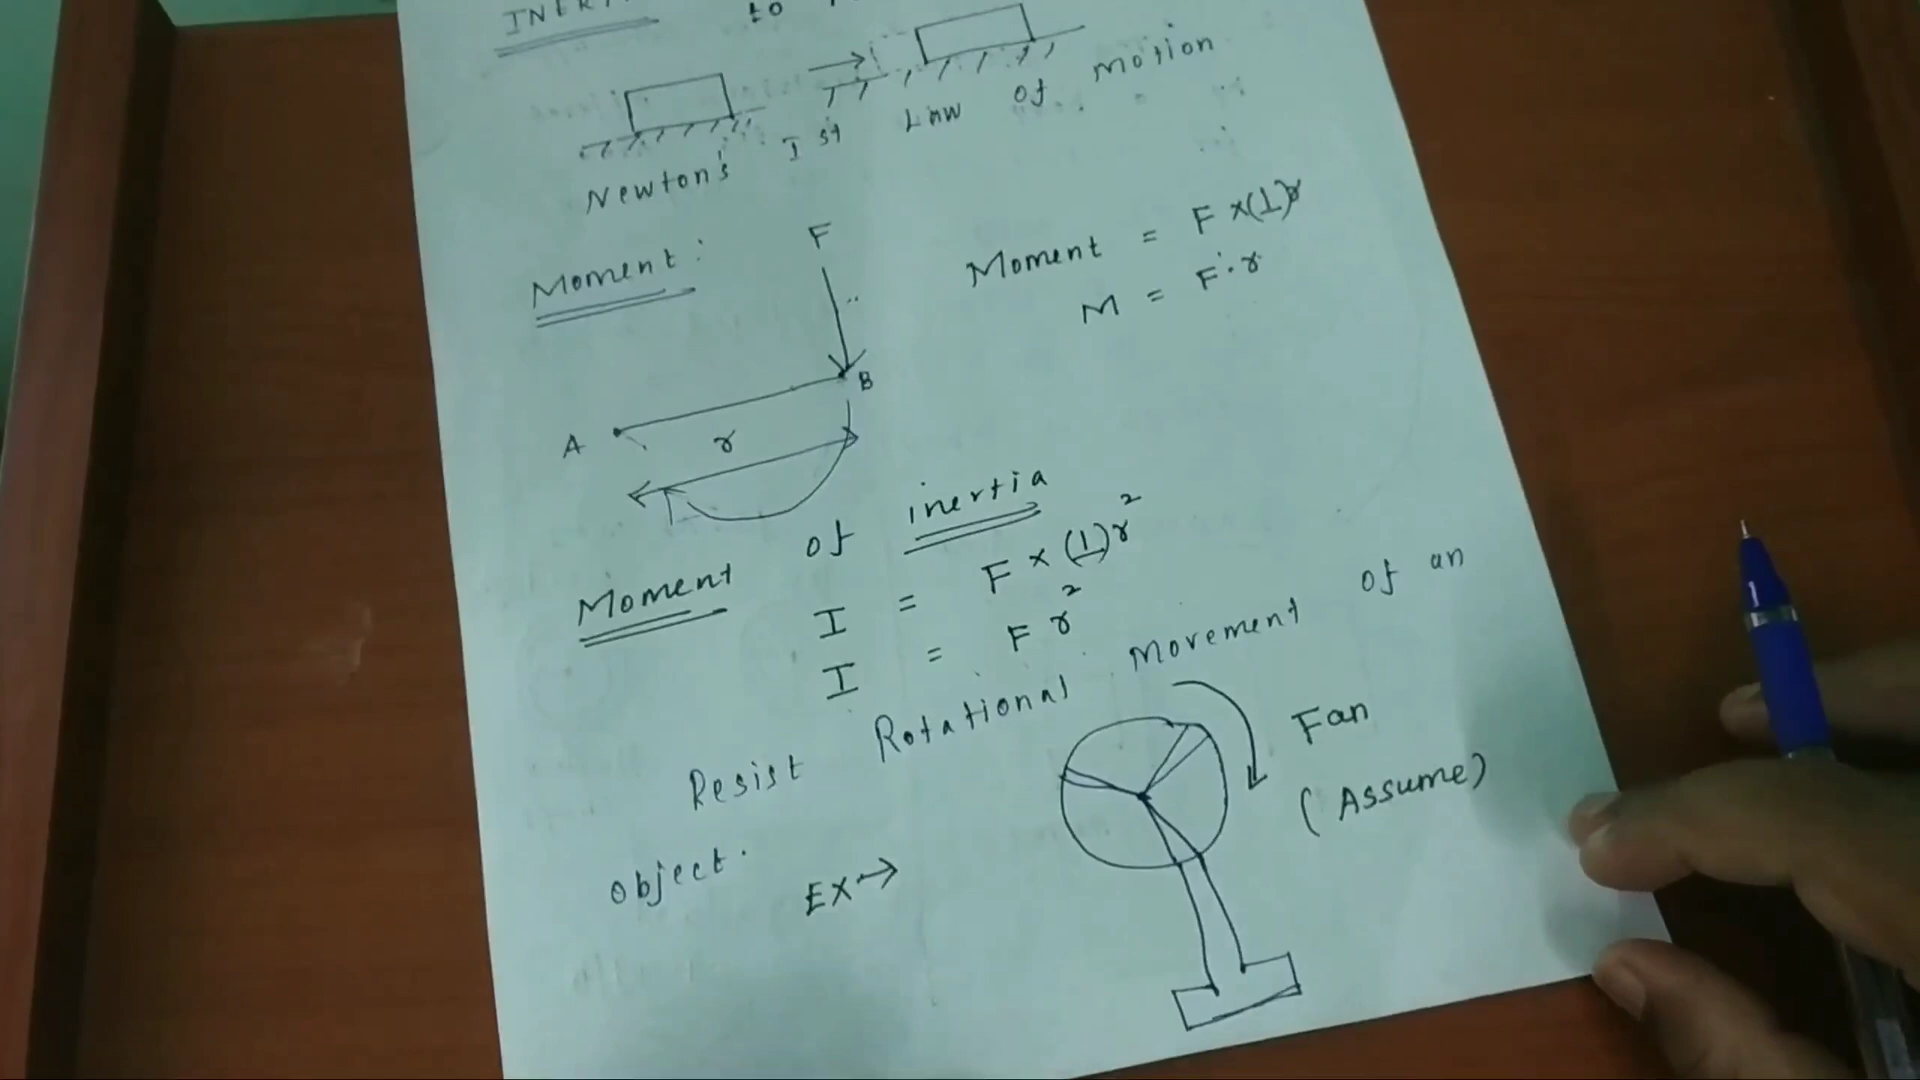 to
Newton's Ist Law of Motion
Moment:
F
A
B
r
Moment = F ×(⊥)r
M = F·r
Moment of inertia
I = F × (⊥)r²
I = F r²
Resist Rotational Movement of an
object.
EX→
Fan
(Assume)